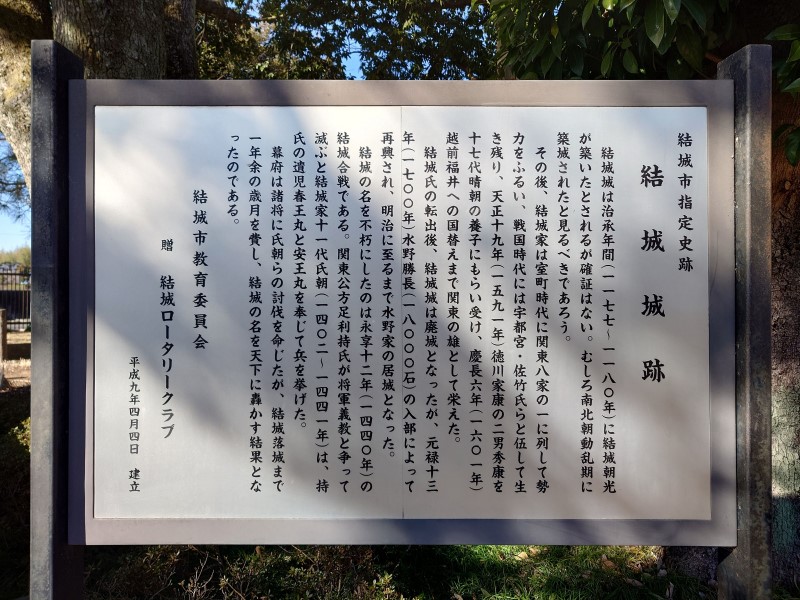 結城市指定史跡
結城城跡
結城城は治承年間(一一七七~一一八〇年)に結城朝光
が築いたとされるが確証はない。むしろ南北朝動乱期に
築城されたと見るべきであろう。
その後、結城家は室町時代に関東八家の一に列して勢
力をふるい、戦国時代には宇都宮・佐竹氏らと伍して生
き残り、天正十九年(一五九一年)徳川家康の二男秀康を
十七代晴朝の養子にもらい受け、慶長六年(一六〇一年)
越前福井への国替えまで関東の雄として栄えた。
結城氏の転出後、結城城は廃城となったが、元禄十三
年(一七〇〇年)水野勝長(一八〇〇〇石)の入部によって
再興され、明治に至るまで水野家の居城となった。
結城の名を不朽にしたのは永享十二年(一四四〇年)の
結城合戦である。関東公方足利持氏が将軍義教と争って
滅ぶと結城家十一代氏朝(一四〇二~一四四一年)は、持
氏の遺児春王丸と安王丸を奉じて兵を挙げた。
幕府は諸将に氏朝らの討伐を命じたが、結城落城まで
一年余の歳月を費し、結城の名を天下に轟かす結果とな
ったのである。
結城市教育委員会
贈 結城ロータリークラブ
平成九年四月四日 建立